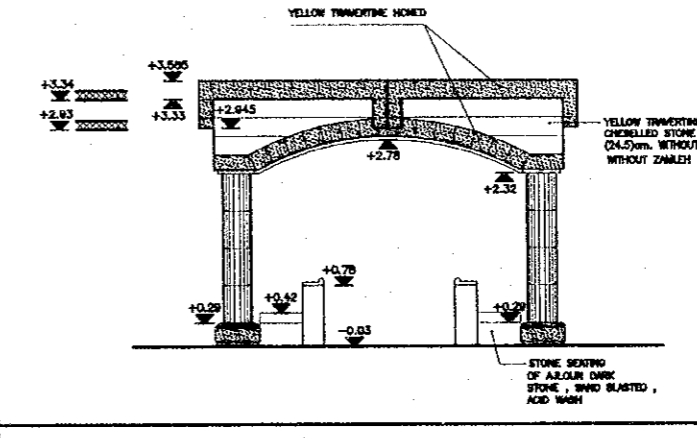 YELLOW TRAVERTINE HONED
+3.585
+3.34
+3.33
+2.945
+2.93
YELLOW TRAVERTINE
CHESELLED STONE
(24.5)cm. WITHOUT
WITHOUT ZAMLEH
+2.78
+2.32
+0.78
+0.42
+0.29
+0.29
-0.03
STONE SEATING
OF AJLOUN DARK
STONE , SAND BLASTED ,
ACID WASH